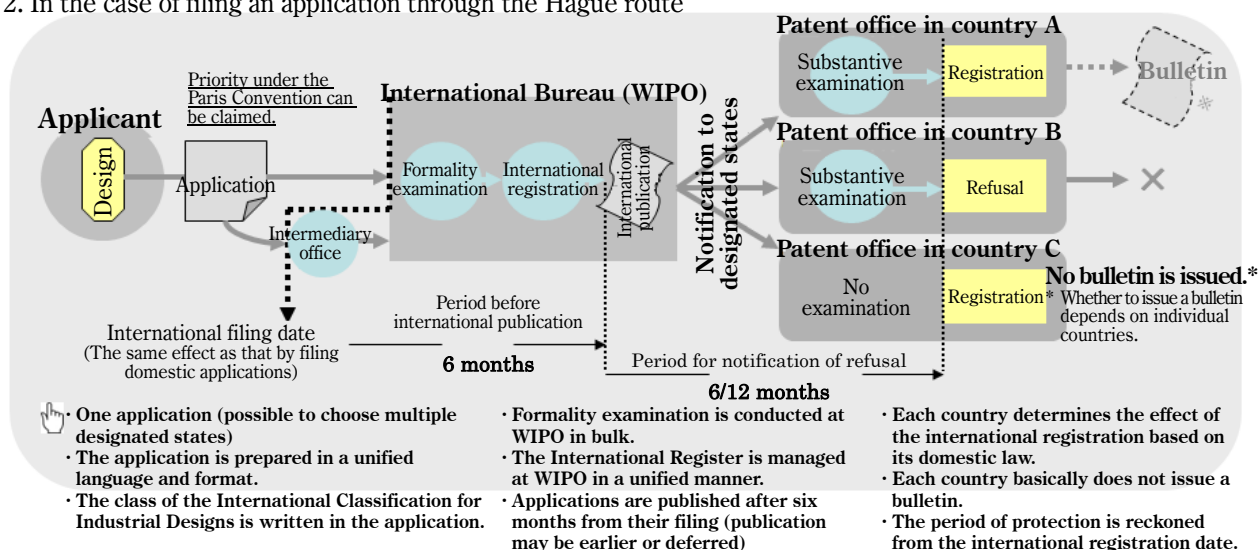 2. In the case of filing an application through the Hague route
Patent office in country A
Substantive
examination
Registration
Bulletin
※
Priority under the
Paris Convention can
be claimed.
International Bureau (WIPO)
Applicant
Design
Application
Formality
examination
International
registration
International
publication
Notification to
designated states
Patent office in country B
Substantive
examination
Refusal
Intermediary
office
Patent office in country C
No
examination
Registration
No bulletin is issued.*
* Whether to issue a bulletin
depends on individual
countries.
International filing date
(The same effect as that by filing
domestic applications)
Period before
international publication
6 months
Period for notification of refusal
6/12 months
· One application (possible to choose multiple
designated states)
· The application is prepared in a unified
language and format.
· The class of the International Classification for
Industrial Designs is written in the application.
· Formality examination is conducted at
WIPO in bulk.
· The International Register is managed
at WIPO in a unified manner.
· Applications are published after six
months from their filing (publication
may be earlier or deferred)
· Each country determines the effect of
the international registration based on
its domestic law.
· Each country basically does not issue a
bulletin.
· The period of protection is reckoned
from the international registration date.